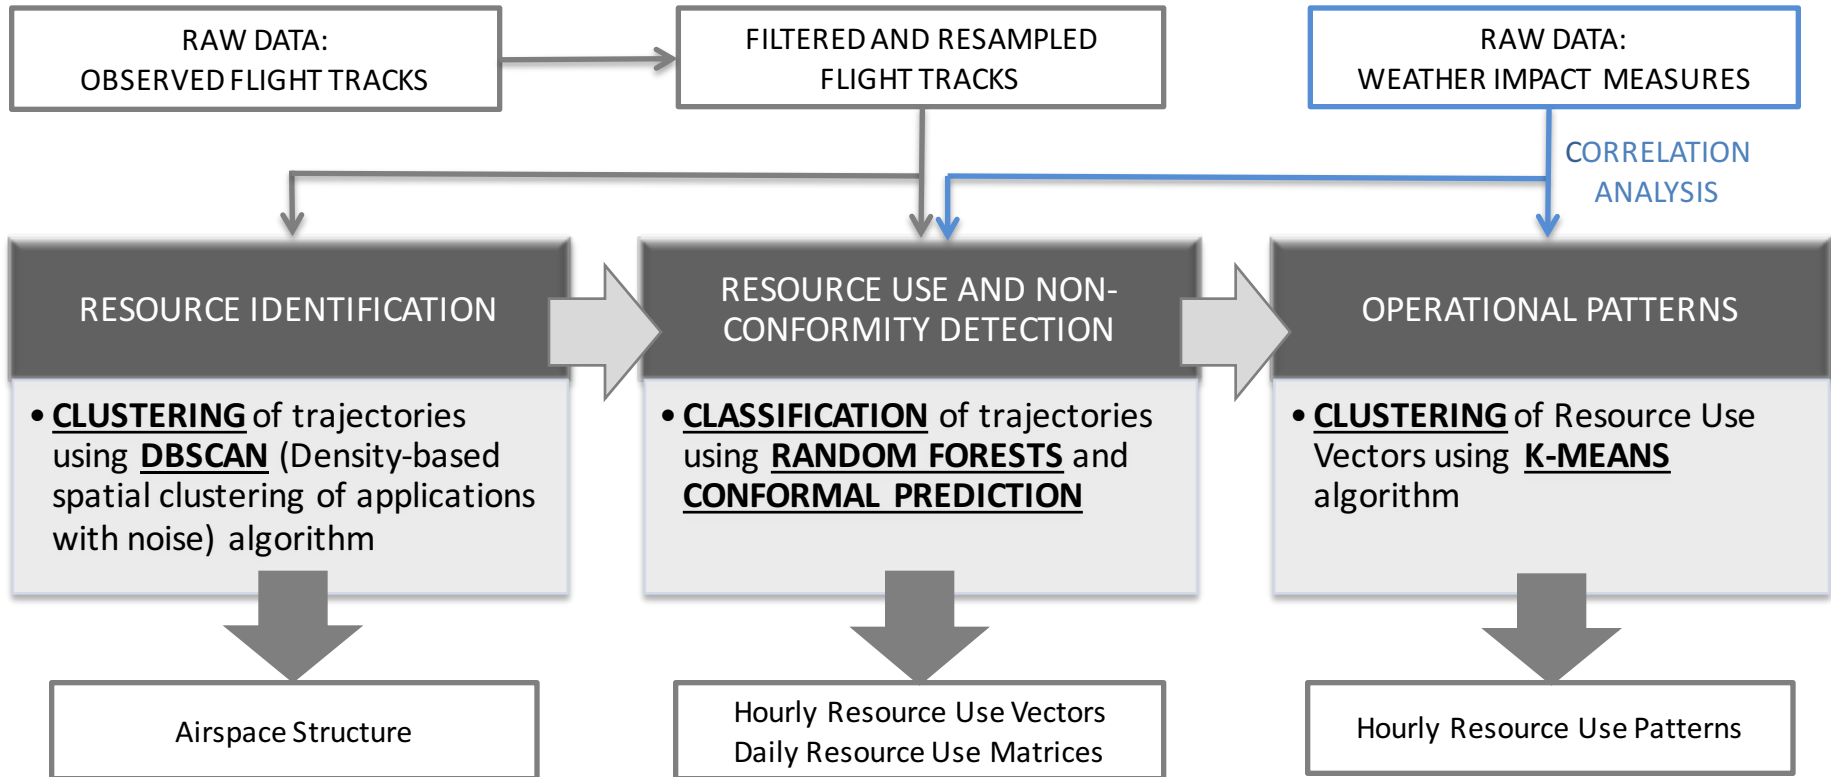 RAW DATA:
OBSERVED FLIGHT TRACKS
FILTERED AND RESAMPLED
FLIGHT TRACKS
RAW DATA:
WEATHER IMPACT MEASURES
CORRELATION
ANALYSIS
RESOURCE IDENTIFICATION
RESOURCE USE AND NON-
CONFORMITY DETECTION
OPERATIONAL PATTERNS
• CLUSTERING of trajectories
using DBSCAN (Density-based
spatial clustering of applications
with noise) algorithm
• CLASSIFICATION of trajectories
using RANDOM FORESTS and
CONFORMAL PREDICTION
• CLUSTERING of Resource Use
Vectors using K-MEANS
algorithm
Airspace Structure
Hourly Resource Use Vectors
Daily Resource Use Matrices
Hourly Resource Use Patterns